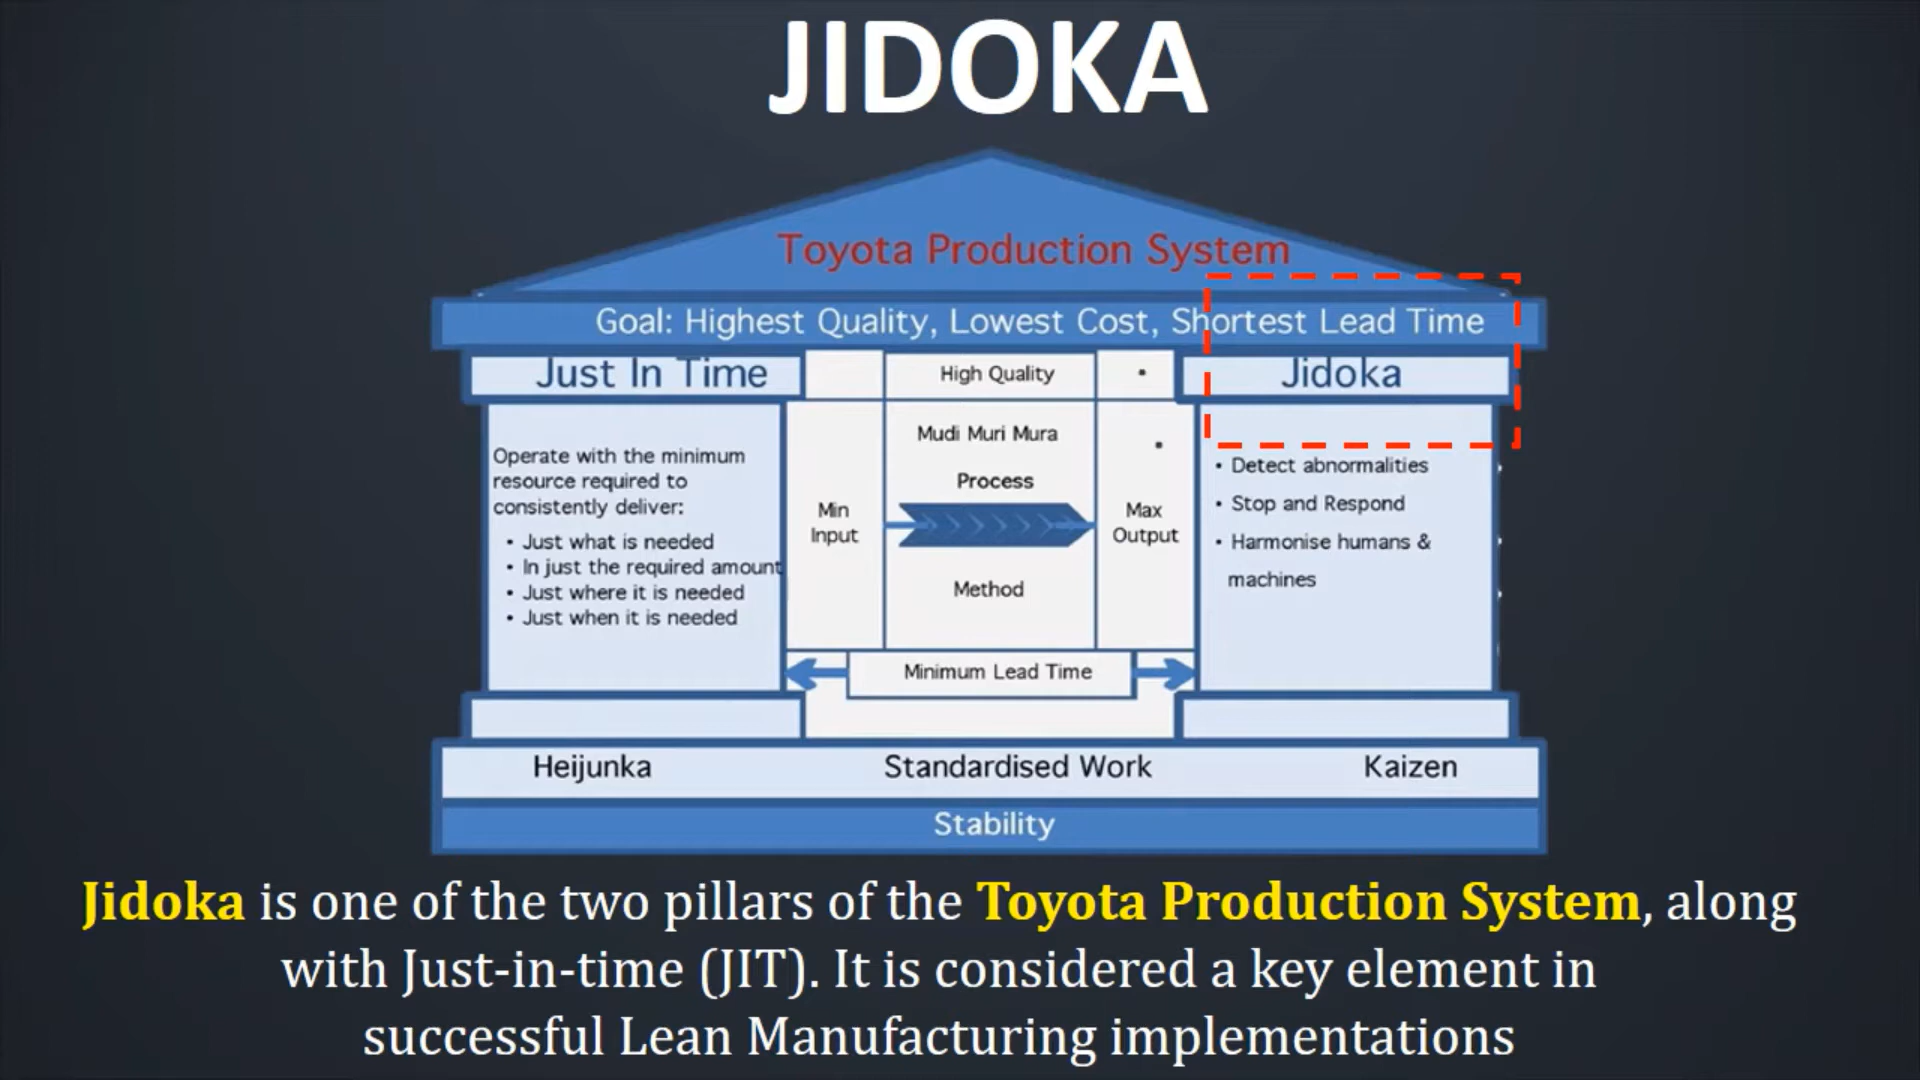 JIDOKA
Toyota Production System
Goal: Highest Quality, Lowest Cost, Shortest Lead Time
Just In Time
High Quality
Jidoka
Operate with the minimum
resource required to
consistently deliver:
• Just what is needed
• In just the required amount
• Just where it is needed
• Just when it is needed
Min
Input
Mudi Muri Mura
Process
Method
Max
Output
Minimum Lead Time
• Detect abnormalities
• Stop and Respond
• Harmonise humans &
machines
Heijunka
Standardised Work
Kaizen
Stability
Jidoka is one of the two pillars of the Toyota Production System, along
with Just-in-time (JIT). It is considered a key element in
successful Lean Manufacturing implementations